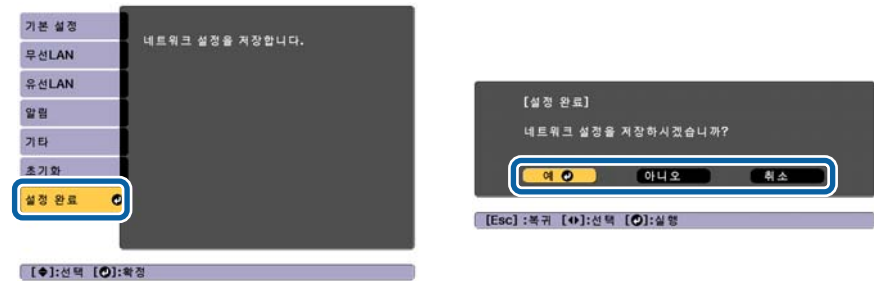 기본 설정
무선LAN
유선LAN
알림
기타
초기화
설정 완료
네트워크 설정을 저장합니다.
[◆]:선택 [↵]:확정
[설정 완료]
네트워크 설정을 저장하시겠습니까?
예 아니오 취소
[Esc] :복귀 [◀▶]:선택 [↵]:실행